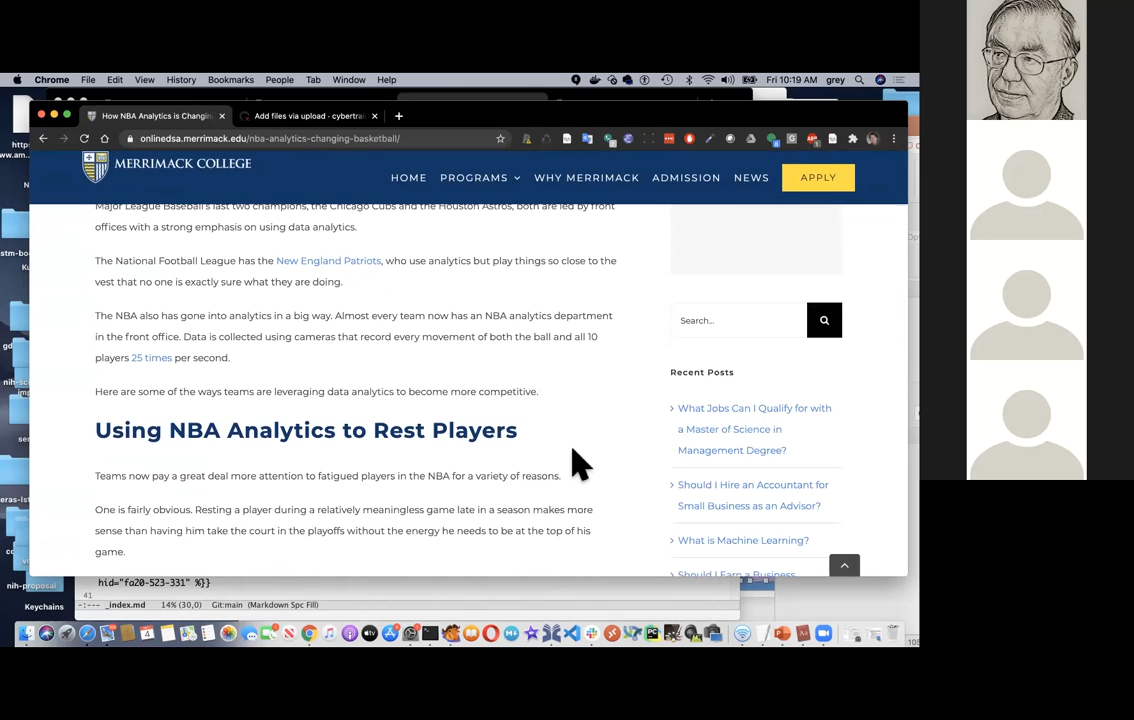 Chrome File Edit View History Bookmarks People Tab Window Help
Fri 10:19 AM grey
How NBA Analytics is Changin
Add files via upload · cybertrai
onlinedsa.merrimack.edu/nba-analytics-changing-basketball/
MERRIMACK COLLEGE
HOME PROGRAMS WHY MERRIMACK ADMISSION NEWS APPLY
Major League Baseball's last two champions, the Chicago Cubs and the Houston Astros, both are led by front
offices with a strong emphasis on using data analytics.
The National Football League has the New England Patriots, who use analytics but play things so close to the
vest that no one is exactly sure what they are doing.
The NBA also has gone into analytics in a big way. Almost every team now has an NBA analytics department
in the front office. Data is collected using cameras that record every movement of both the ball and all 10
players 25 times per second.
Here are some of the ways teams are leveraging data analytics to become more competitive.
Using NBA Analytics to Rest Players
Teams now pay a great deal more attention to fatigued players in the NBA for a variety of reasons.
One is fairly obvious. Resting a player during a relatively meaningless game late in a season makes more
sense than having him take the court in the playoffs without the energy he needs to be at the top of his
game.
Search...
Recent Posts
What Jobs Can I Qualify for with
a Master of Science in
Management Degree?
Should I Hire an Accountant for
Small Business as an Advisor?
What is Machine Learning?
Should I Earn a Business
hid="fa20-523-331" %}}
41
-:--- _index.md 14% (30,0) Git:main (Markdown Spc Fill)
nih-proposal
Keychains